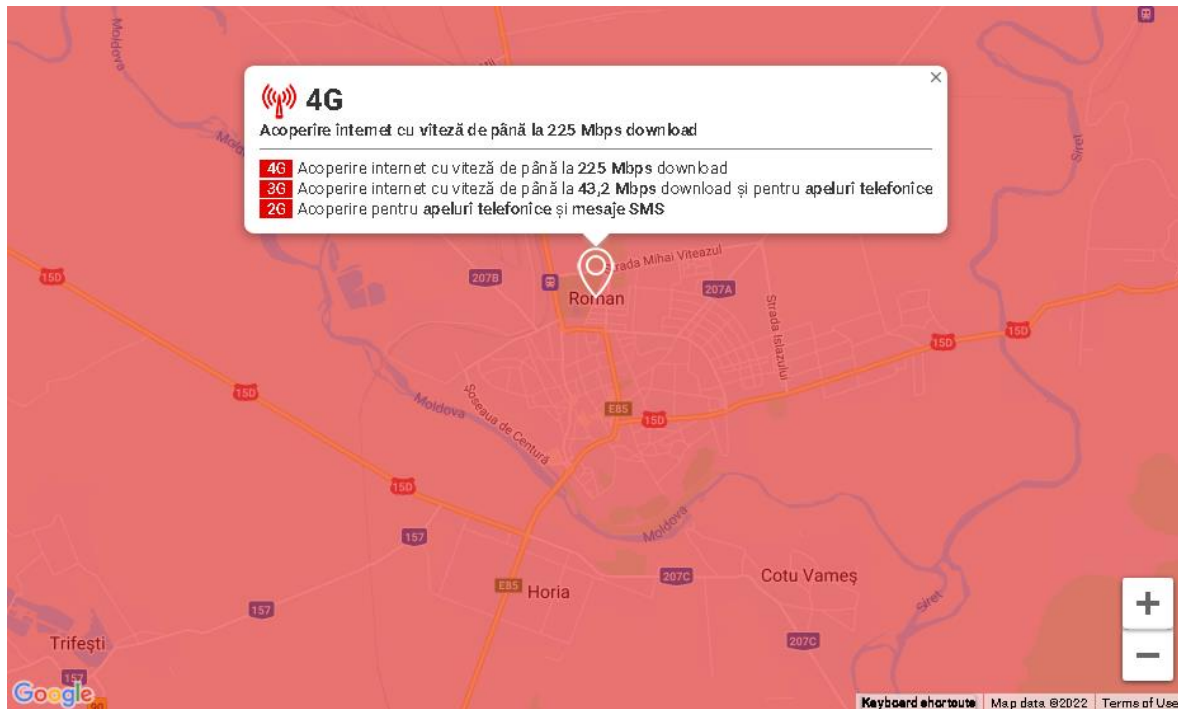 Moldova
4G
Acoperire internet cu viteză de până la 225 Mbps download
4G Acoperire internet cu viteză de până la 225 Mbps download
3G Acoperire internet cu viteză de până la 43,2 Mbps download și pentru apeluri telefonice
2G Acoperire pentru apeluri telefonice și mesaje SMS
Siret
Strada Mihai Viteazul
15D
207B
Roman
207A
Strada Islazului
15D
15D
15D
Șoseaua de Centură
Moldova
E85
15D
15D
Moldova
157
207C
Cotu Vameș
E85
Horia
Siret
157
207C
Trifești
157
Google
90
Keyboard shortcuts
Map data ©2022
Terms of Use